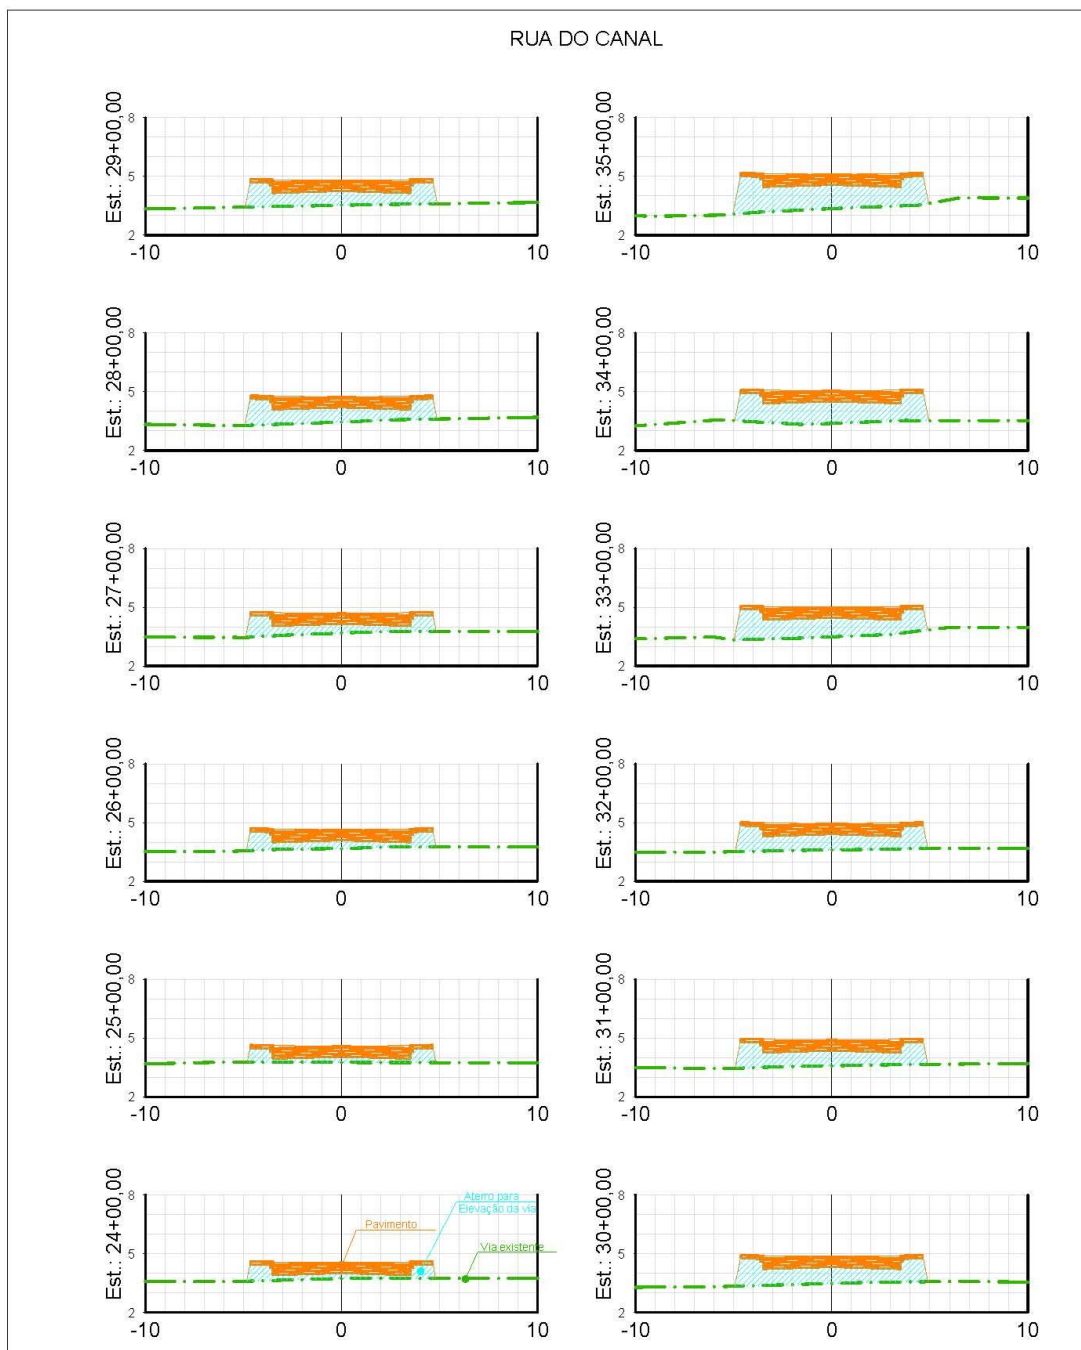 RUA DO CANAL
Est.: 29+00,00
8
5
2
-10 0 10
Est.: 35+00,00
8
5
2
-10 0 10
Est.: 28+00,00
8
5
2
-10 0 10
Est.: 34+00,00
8
5
2
-10 0 10
Est.: 27+00,00
8
5
2
-10 0 10
Est.: 33+00,00
8
5
2
-10 0 10
Est.: 26+00,00
8
5
2
-10 0 10
Est.: 32+00,00
8
5
2
-10 0 10
Est.: 25+00,00
8
5
2
-10 0 10
Est.: 31+00,00
8
5
2
-10 0 10
Est.: 24+00,00
8
5
2
Aterro para
Elevação da via
Pavimento
Via existente
-10 0 10
Est.: 30+00,00
8
5
2
-10 0 10